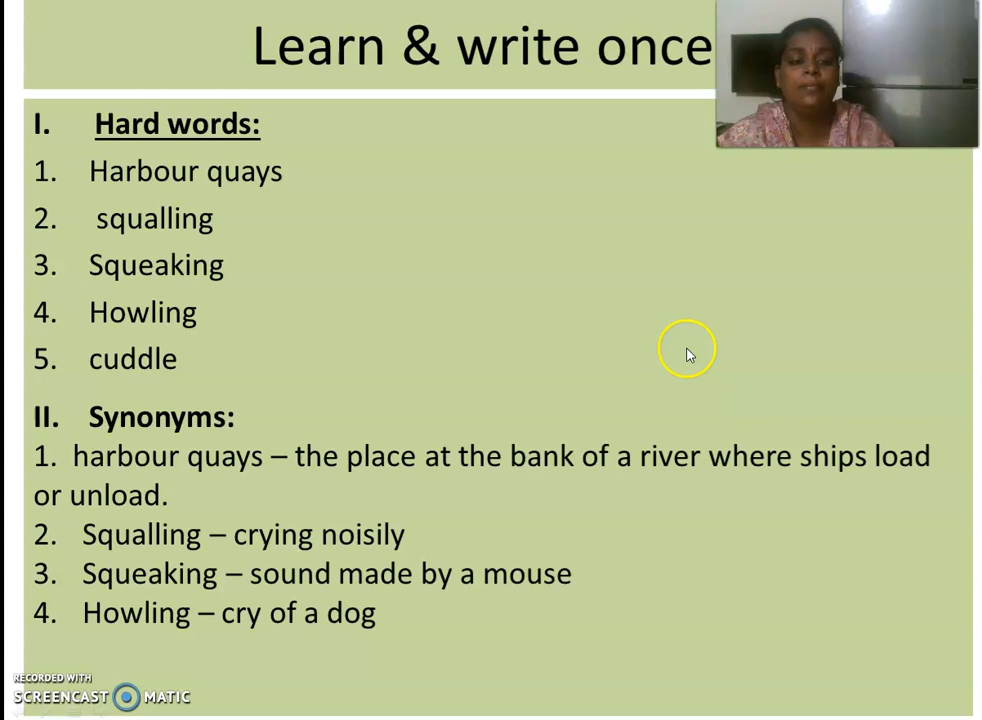 Learn & write once
I. Hard words:
1. Harbour quays
2. squalling
3. Squeaking
4. Howling
5. cuddle
II. Synonyms:
1. harbour quays – the place at the bank of a river where ships load
or unload.
2. Squalling – crying noisily
3. Squeaking – sound made by a mouse
4. Howling – cry of a dog
RECORDED WITH
SCREENCAST MATIC